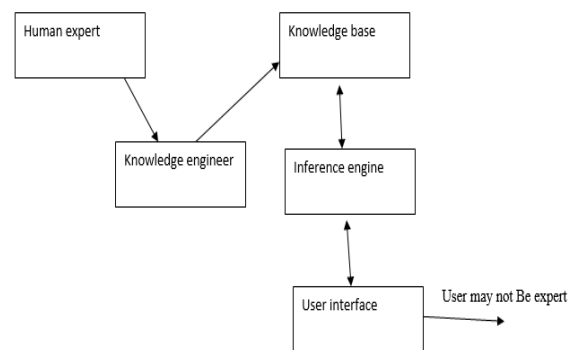 Human expert
Knowledge base
Knowledge engineer
Inference engine
User interface
User may not Be expert